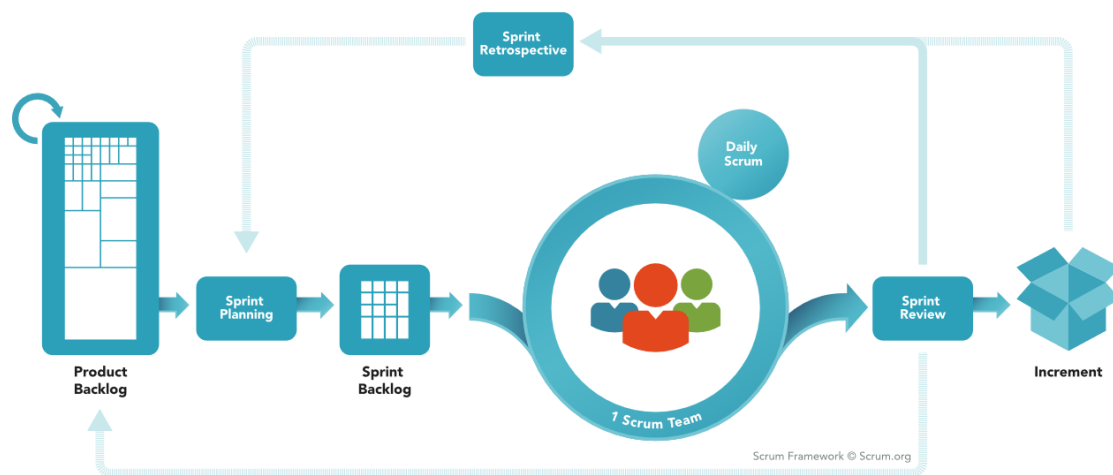 Sprint
Retrospective
Daily
Scrum
Sprint
Planning
Sprint
Review
Product
Backlog
Sprint
Backlog
Increment
1 Scrum Team
Scrum Framework © Scrum.org